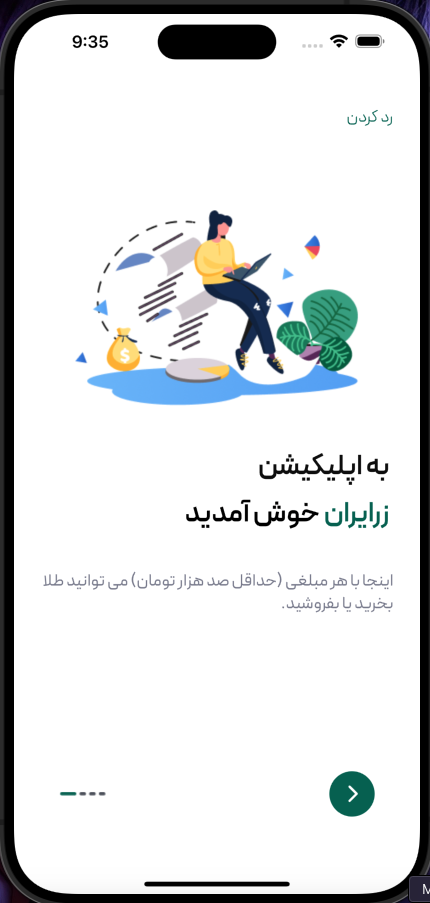 9:35
رد کردن
$
به اپلیکیشن
زرایران خوش آمدید
اینجا با هر مبلغی (حداقل صد هزار تومان) می توانید طلا
بخرید یا بفروشید.
M